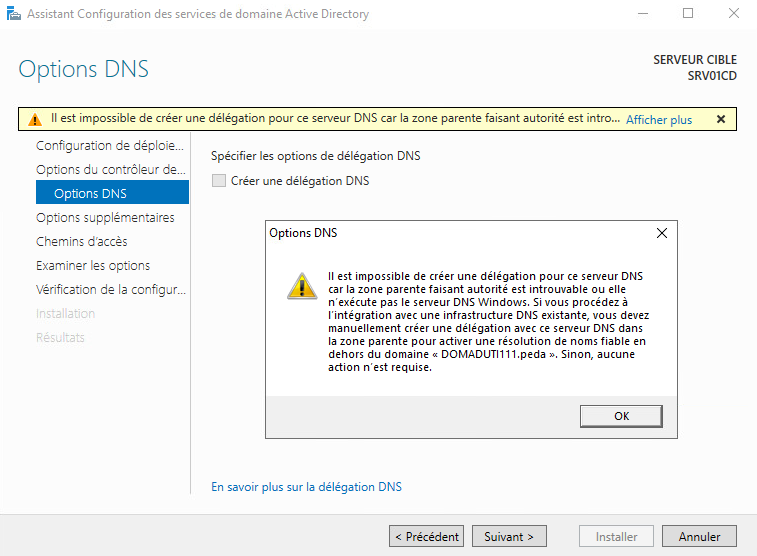 Assistant Configuration des services de domaine Active Directory
Options DNS
SERVEUR CIBLE
SRV01CD
Il est impossible de créer une délégation pour ce serveur DNS car la zone parente faisant autorité est intro... Afficher plus
Configuration de déploie...
Options du contrôleur de...
Options DNS
Options supplémentaires
Chemins d'accès
Examiner les options
Vérification de la configur...
Installation
Résultats
Spécifier les options de délégation DNS
Créer une délégation DNS
Options DNS
Il est impossible de créer une délégation pour ce serveur DNS
car la zone parente faisant autorité est introuvable ou elle
n'exécute pas le serveur DNS Windows. Si vous procédez à
l'intégration avec une infrastructure DNS existante, vous devez
manuellement créer une délégation avec ce serveur DNS dans
la zone parente pour activer une résolution de noms fiable en
dehors du domaine « DOMADUTI111.peda ». Sinon, aucune
action n'est requise.
OK
En savoir plus sur la délégation DNS
< Précédent
Suivant >
Installer
Annuler